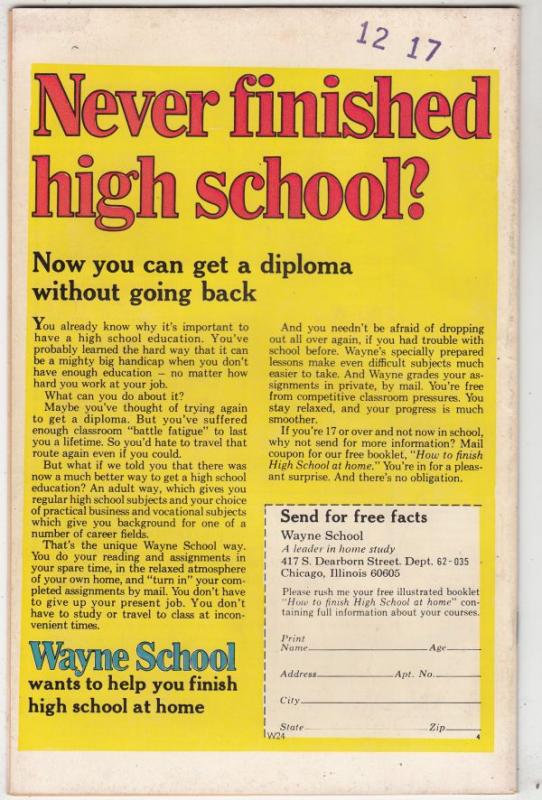 12 17
Never finished
high school?
Now you can get a diploma
without going back
You already know why it's important to
have a high school education. You've
probably learned the hard way that it can
be a mighty big handicap when you don't
have enough education – no matter how
hard you work at your job.
What can you do about it?
Maybe you've thought of trying again
to get a diploma. But you've suffered
enough classroom "battle fatigue" to last
you a lifetime. So you'd hate to travel that
route again even if you could.
But what if we told you that there was
now a much better way to get a high school
education? An adult way, which gives you
regular high school subjects and your choice
of practical business and vocational subjects
which give you background for one of a
number of career fields.
That's the unique Wayne School way.
You do your reading and assignments in
your spare time, in the relaxed atmosphere
of your own home, and "turn in" your com-
pleted assignments by mail. You don't have
to give up your present job. You don't
have to study or travel to class at incon-
venient times.
Wayne School
wants to help you finish
high school at home
And you needn't be afraid of dropping
out all over again, if you had trouble with
school before. Wayne's specially prepared
lessons make even difficult subjects much
easier to take. And Wayne grades your as-
signments in private, by mail. You're free
from competitive classroom pressures. You
stay relaxed, and your progress is much
smoother.
If you're 17 or over and not now in school,
why not send for more information? Mail
coupon for our free booklet, "How to finish
High School at home." You're in for a pleas-
ant surprise. And there's no obligation.
Send for free facts
Wayne School
A leader in home study
417 S. Dearborn Street. Dept. 62-035
Chicago, Illinois 60605
Please rush me your free illustrated booklet
"How to finish High School at home" con-
taining full information about your courses.
Print
Name Age
Address Apt. No.
City
State Zip
W24 4